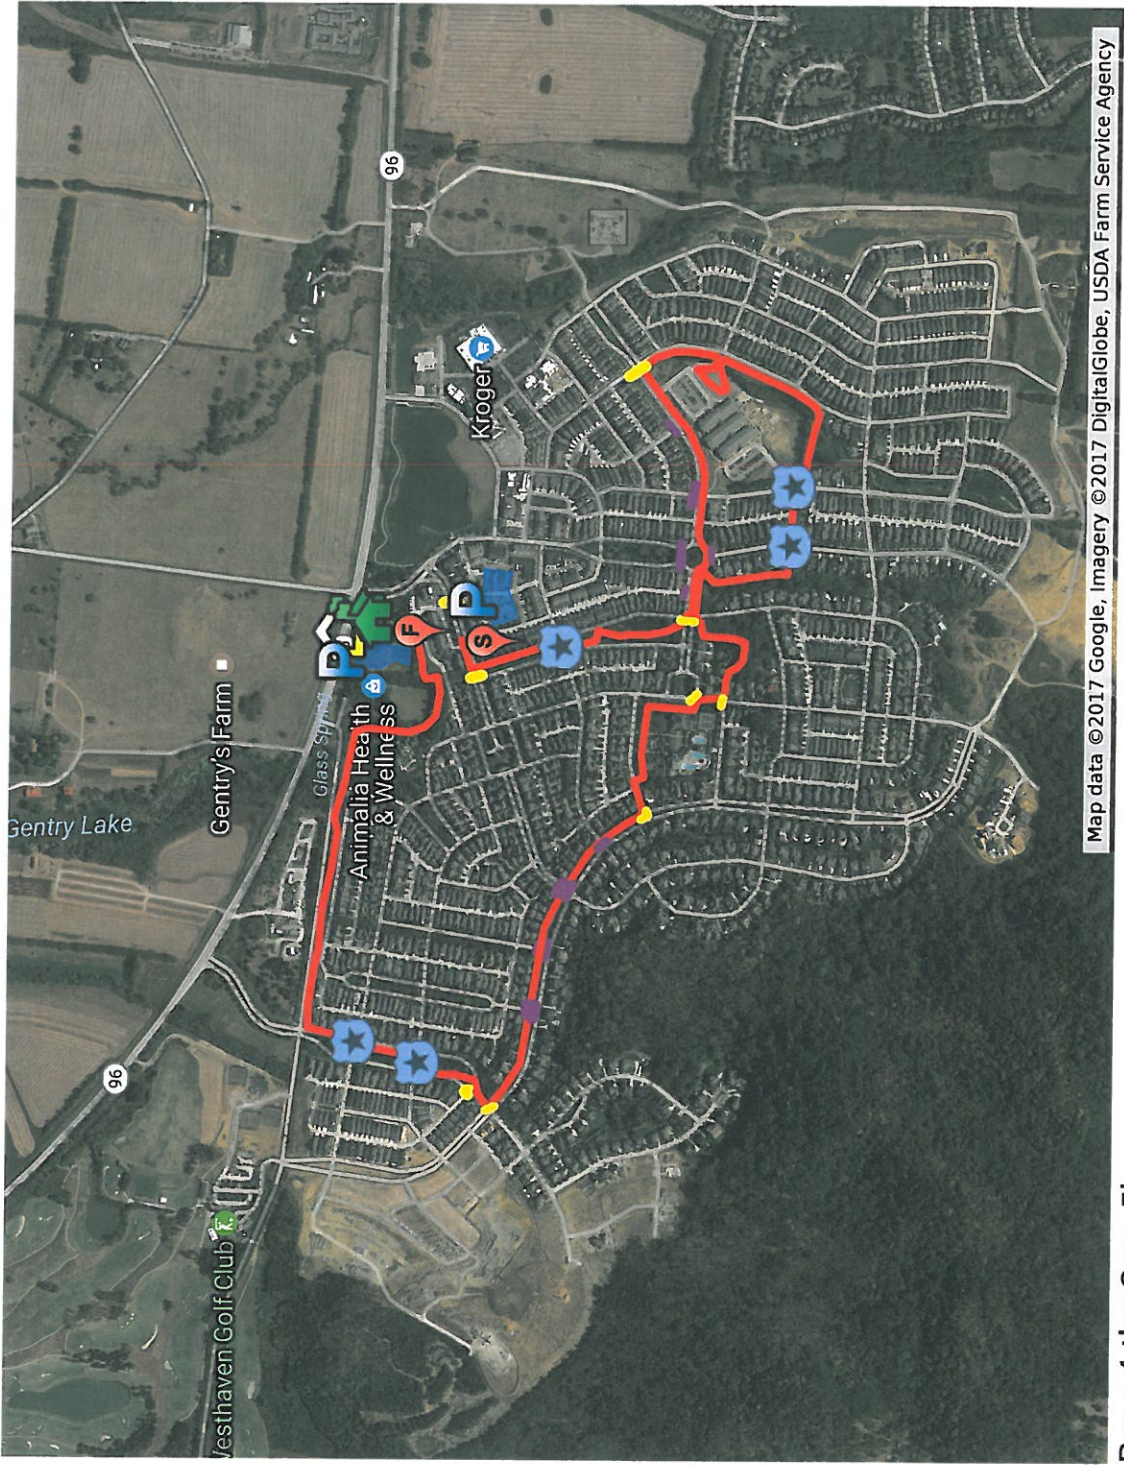 Gentry Lake
96
Westhaven Golf Club
Gentry's Farm
Glass
P
Animalia Health
& Wellness
96
F
P
S
Kroger
Map data ©2017 Google, Imagery ©2017 DigitalGlobe, USDA Farm Service Agency